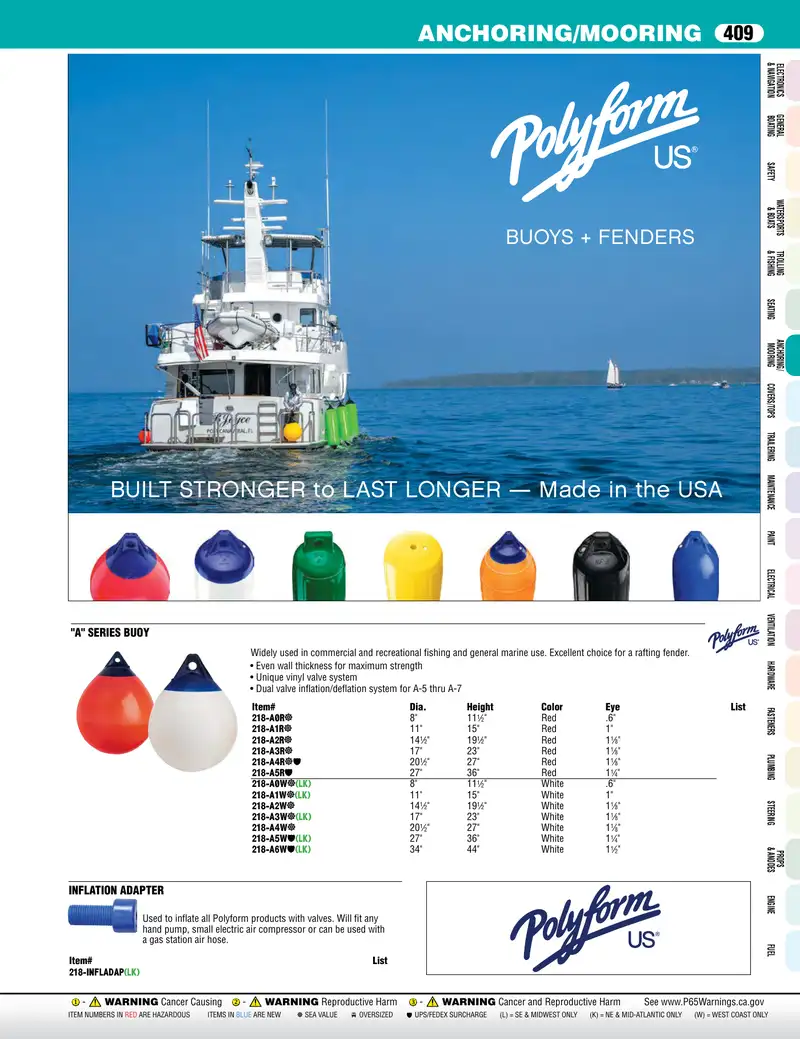 ANCHORING/MOORING 409
Polyform
US®
BUOYS + FENDERS
BUILT STRONGER to LAST LONGER — Made in the USA
ELECTRONICS
& NAVIGATION
GENERAL
BOATING
SAFETY
WATERSPORTS
& BOATS
TROLLING
& FISHING
SEATING
ANCHORING/
MOORING
COVERS/TOPS
TRAILERING
MAINTENANCE
PAINT
ELECTRICAL
VENTILATION
HARDWARE
FASTENERS
PLUMBING
STEERING
PROPS
& ANODES
ENGINE
FUEL
"A" SERIES BUOY
Polyform
US
Widely used in commercial and recreational fishing and general marine use. Excellent choice for a rafting fender.
• Even wall thickness for maximum strength
• Unique vinyl valve system
• Dual valve inflation/deflation system for A-5 thru A-7
Item# Dia. Height Color Eye List
218-A0R 8" 11½" Red .6"
218-A1R 11" 15" Red 1"
218-A2R 14½" 19½" Red 1⅛"
218-A3R 17" 23" Red 1⅛"
218-A4R 20½" 27" Red 1⅛"
218-A5R 27" 36" Red 1¼"
218-A0W (LK) 8" 11½" White .6"
218-A1W (LK) 11" 15" White 1"
218-A2W 14½" 19½" White 1⅛"
218-A3W (LK) 17" 23" White 1⅛"
218-A4W 20½" 27" White 1⅛"
218-A5W (LK) 27" 36" White 1¼"
218-A6W (LK) 34" 44" White 1½"
INFLATION ADAPTER
Used to inflate all Polyform products with valves. Will fit any
hand pump, small electric air compressor or can be used with
a gas station air hose.
Item# List
218-INFLADAP(LK)
Polyform
US®
1 - WARNING Cancer Causing 2 - WARNING Reproductive Harm 3 - WARNING Cancer and Reproductive Harm See www.P65Warnings.ca.gov
ITEM NUMBERS IN RED ARE HAZARDOUS ITEMS IN BLUE ARE NEW SEA VALUE OVERSIZED UPS/FEDEX SURCHARGE (L) = SE & MIDWEST ONLY (K) = NE & MID-ATLANTIC ONLY (W) = WEST COAST ONLY